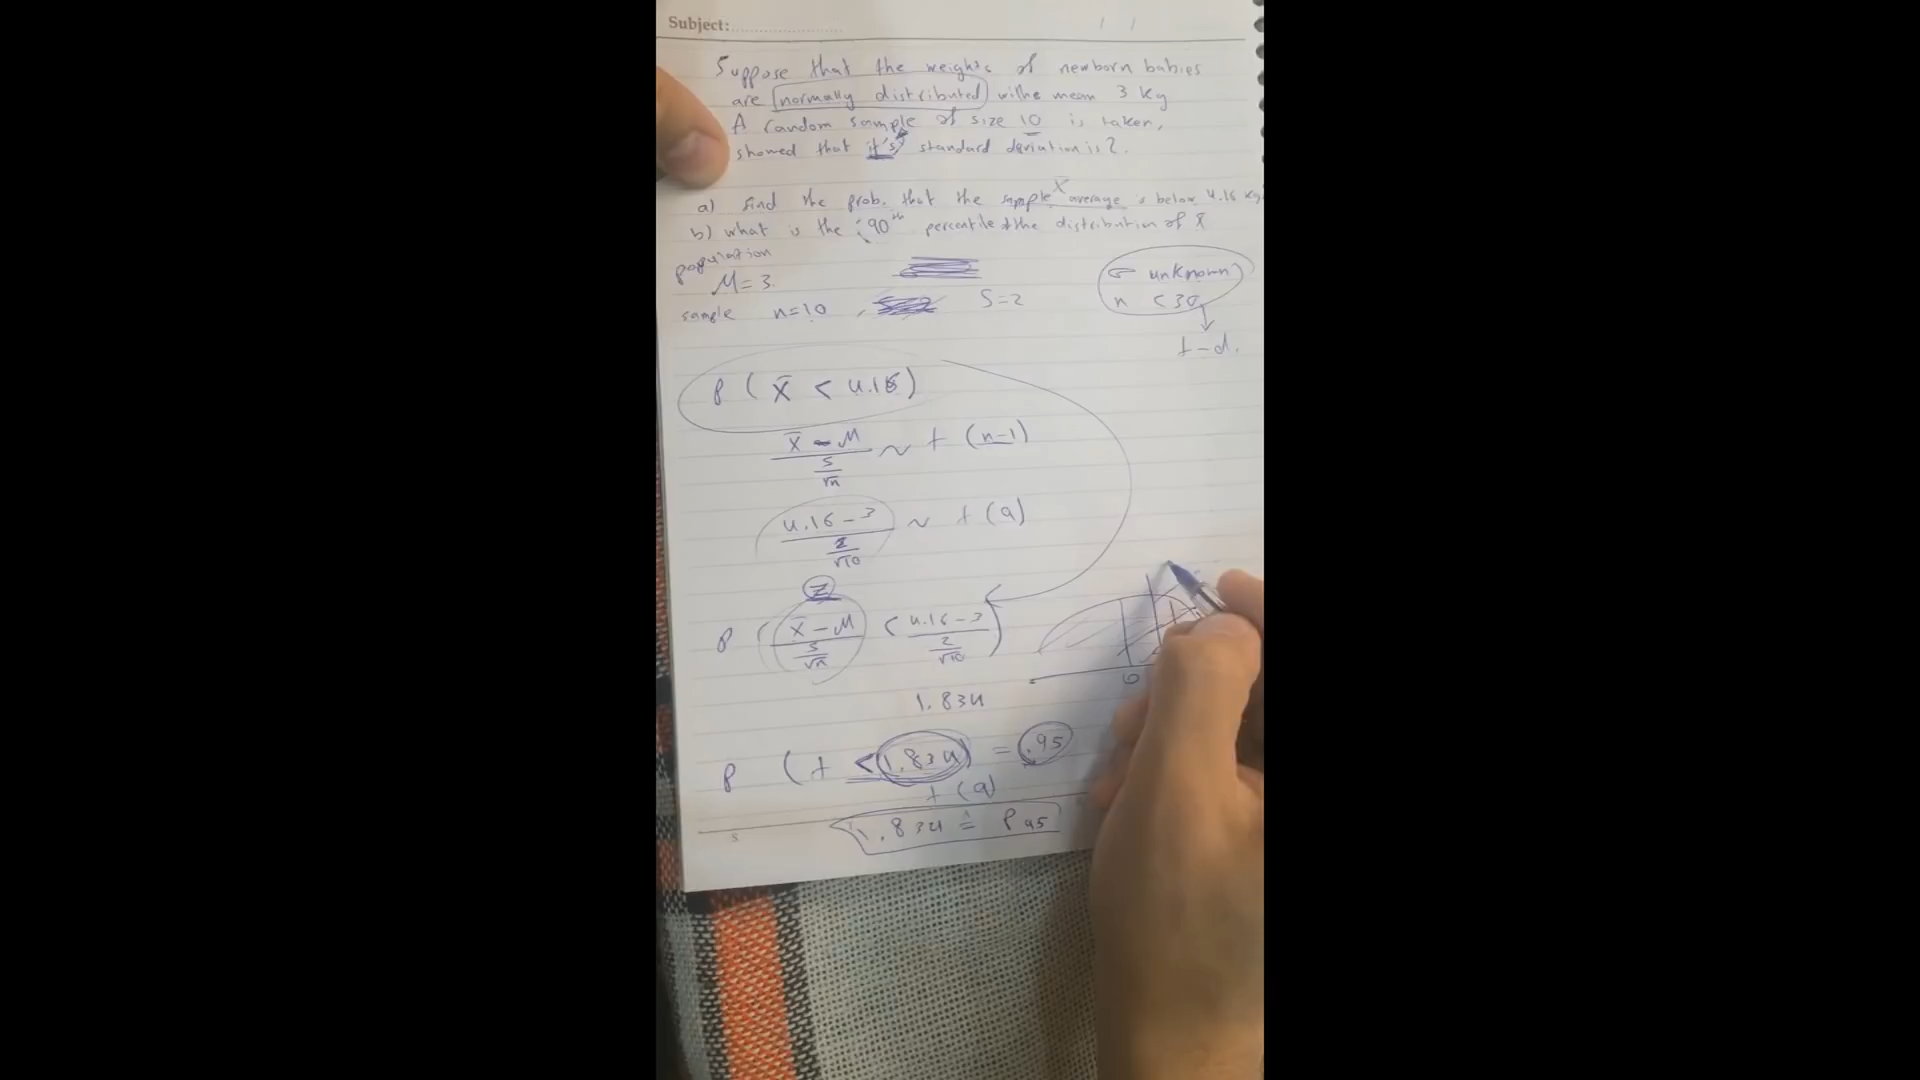 Subject:
Suppose that the weights of newborn babies
are normally distributed withe mean 3 kg
A random sample of size 10 is taken,
showed that it's standard deviation is 2.
X̄
a) find the prob. that the sample average is below 4.16 kg
b) what is the 90th percentile of the distribution of x̄
population
M = 3
sample n=10 , S=2
σ unknown
n < 30
t-d.
P ( X̄ < 4.16 )
(X̄ - M) / (S/√n) ~ t (n-1)
(4.16 - 3) / (2/√10) ~ t (9)
Z
P ( (X̄ - M) / (S/√n) < (4.16 - 3) / (2/√10) )
0
1.834
P ( t < 1.834 ) = .95
t (9)
1.834 = P95